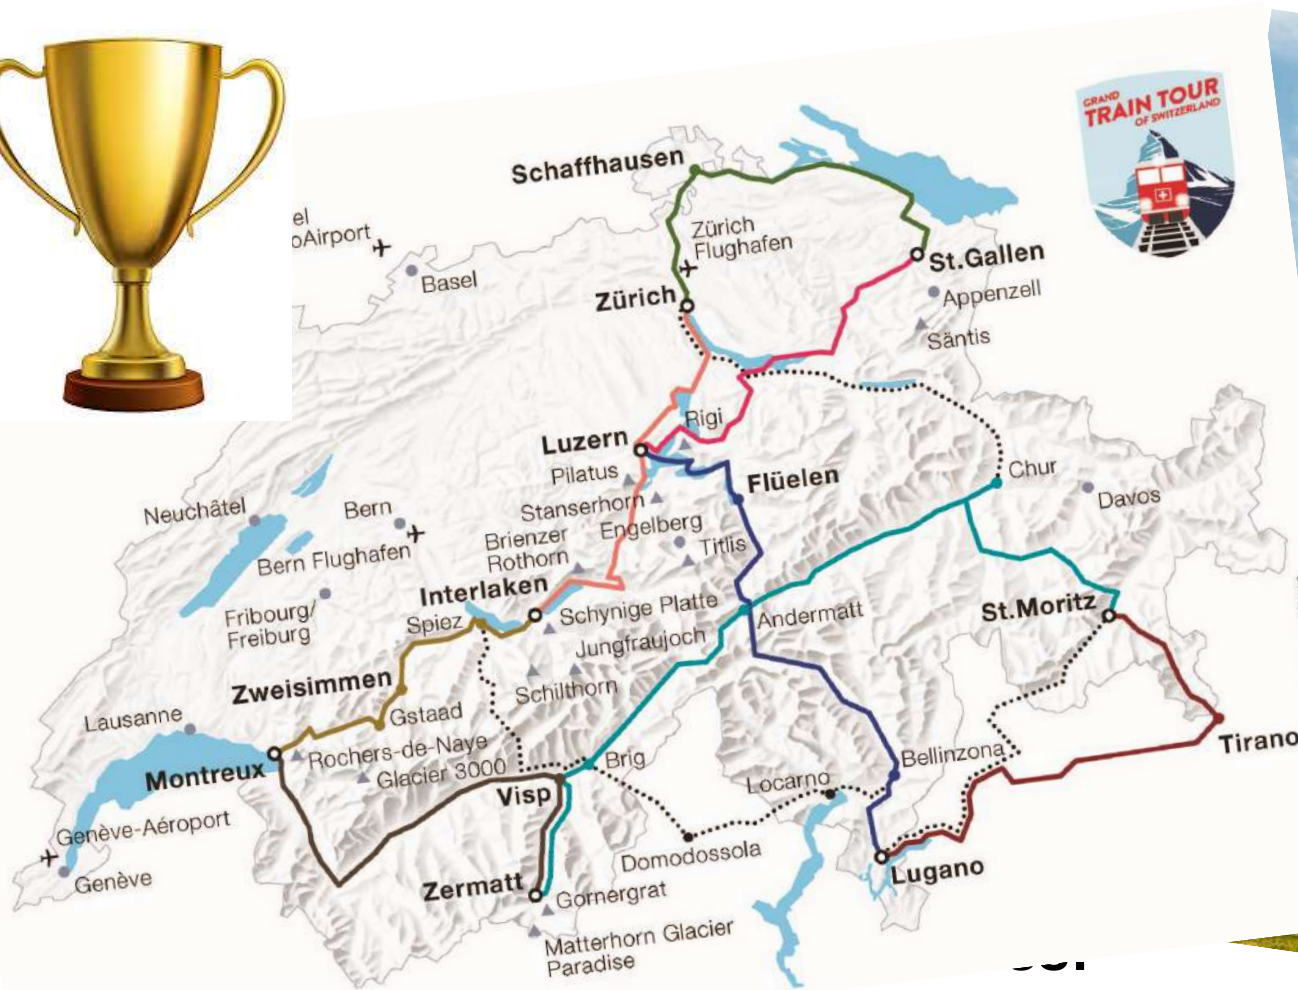 GRAND
TRAIN TOUR
OF SWITZERLAND
Schaffhausen
el
oAirport
Zürich
Flughafen
St.Gallen
Basel
Appenzell
Zürich
Säntis
Rigi
Luzern
Pilatus
Flüelen
Chur
Davos
Stanserhorn
Neuchâtel
Bern
Engelberg
Brienzer
Rothorn
Titlis
Bern Flughafen
Interlaken
Schynige Platte
Andermatt
St.Moritz
Fribourg/
Freiburg
Spiez
Jungfraujoch
Zweisimmen
Schilthorn
Gstaad
Lausanne
Rochers-de-Naye
Tirano
Montreux
Glacier 3000
Brig
Bellinzona
Visp
Locarno
Genève-Aéroport
Domodossola
Lugano
Genève
Zermatt
Gornergrat
Matterhorn Glacier
Paradise